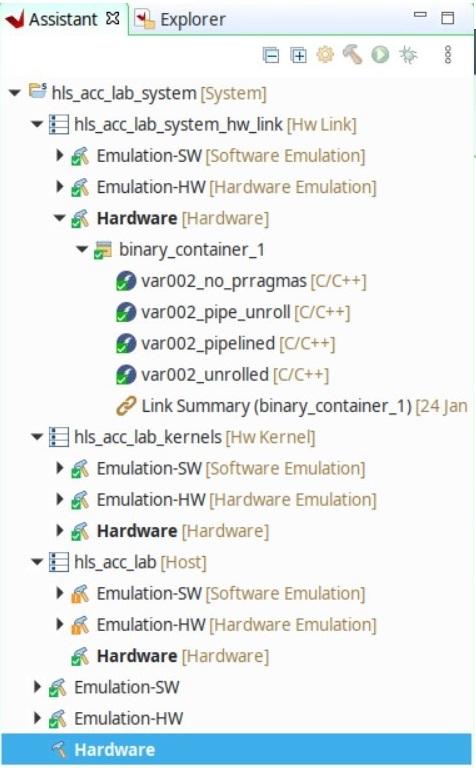 Assistant Explorer
hls_acc_lab_system [System]
hls_acc_lab_system_hw_link [Hw Link]
Emulation-SW [Software Emulation]
Emulation-HW [Hardware Emulation]
Hardware [Hardware]
binary_container_1
var002_no_prragmas [C/C++]
var002_pipe_unroll [C/C++]
var002_pipelined [C/C++]
var002_unrolled [C/C++]
Link Summary (binary_container_1) [24 Jan
hls_acc_lab_kernels [Hw Kernel]
Emulation-SW [Software Emulation]
Emulation-HW [Hardware Emulation]
Hardware [Hardware]
hls_acc_lab [Host]
Emulation-SW [Software Emulation]
Emulation-HW [Hardware Emulation]
Hardware [Hardware]
Emulation-SW
Emulation-HW
Hardware